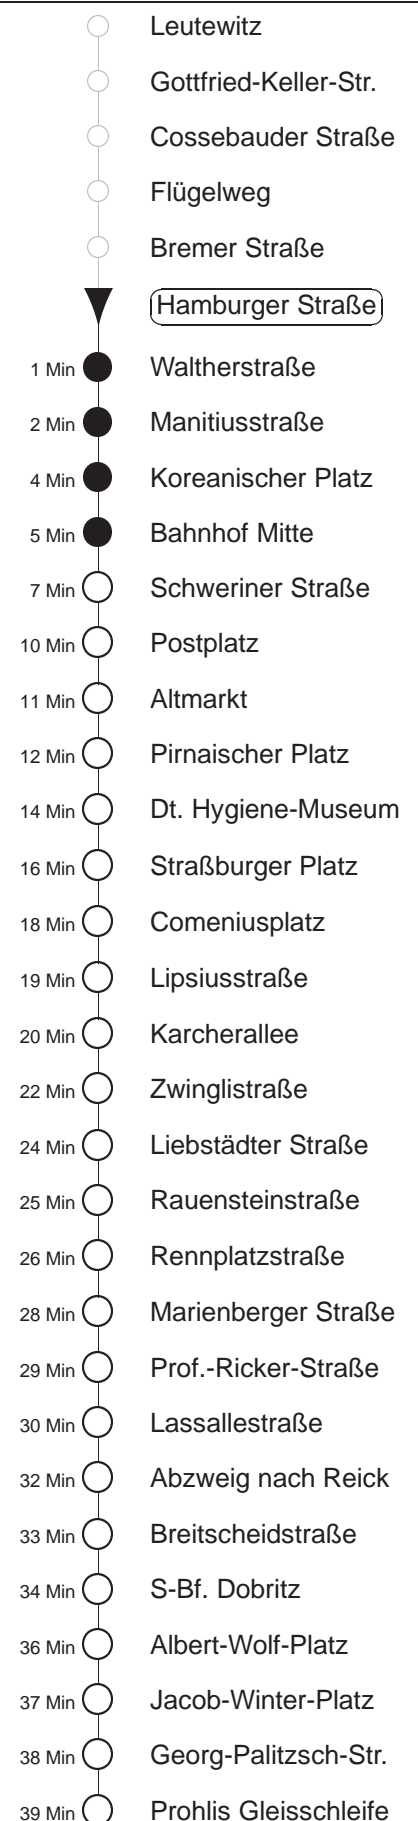 Leutewitz
Gottfried-Keller-Str.
Cossebauder Straße
Flügelweg
Bremer Straße
Hamburger Straße
1 Min Waltherstraße
2 Min Manitiusstraße
4 Min Koreanischer Platz
5 Min Bahnhof Mitte
7 Min Schweriner Straße
10 Min Postplatz
11 Min Altmarkt
12 Min Pirnaischer Platz
14 Min Dt. Hygiene-Museum
16 Min Straßburger Platz
18 Min Comeniusplatz
19 Min Lipsiusstraße
20 Min Karcherallee
22 Min Zwinglistraße
24 Min Liebstädter Straße
25 Min Rauensteinstraße
26 Min Rennplatzstraße
28 Min Marienberger Straße
29 Min Prof.-Ricker-Straße
30 Min Lassallestraße
32 Min Abzweig nach Reick
33 Min Breitscheidstraße
34 Min S-Bf. Dobritz
36 Min Albert-Wolf-Platz
37 Min Jacob-Winter-Platz
38 Min Georg-Palitzsch-Str.
39 Min Prohlis Gleisschleife